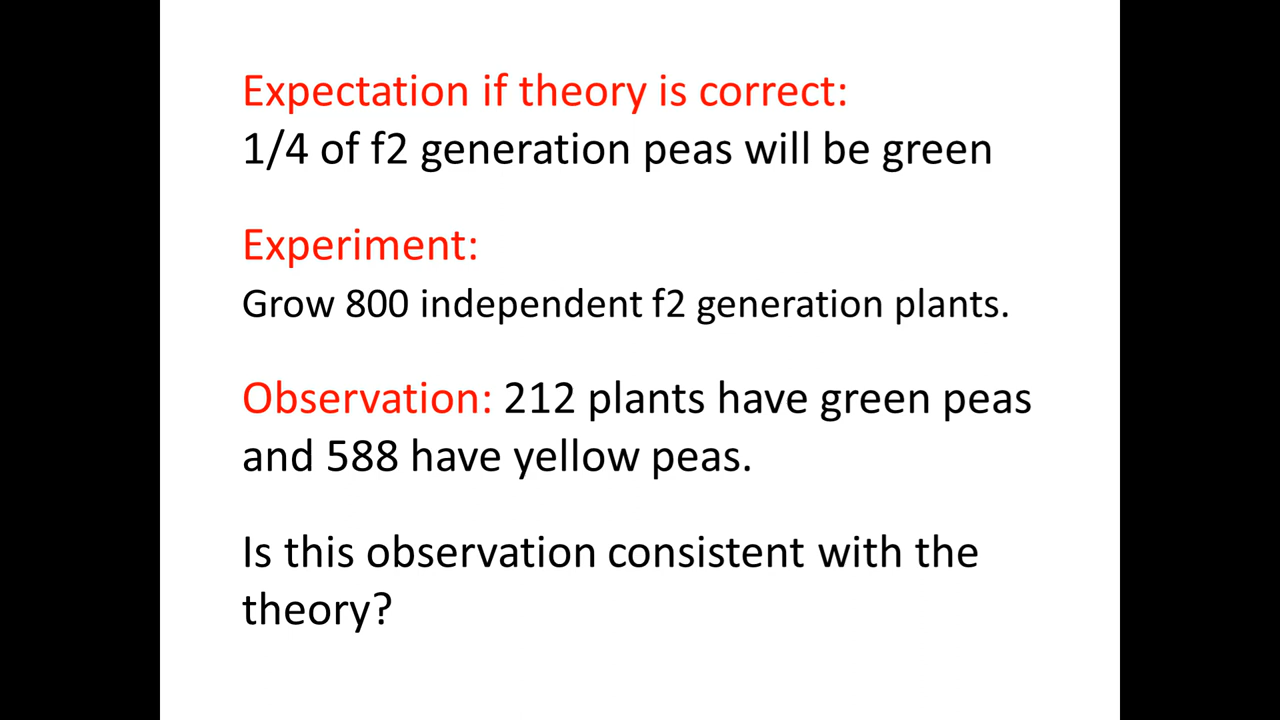 Expectation if theory is correct:
1/4 of f2 generation peas will be green
Experiment:
Grow 800 independent f2 generation plants.
Observation: 212 plants have green peas
and 588 have yellow peas.
Is this observation consistent with the
theory?